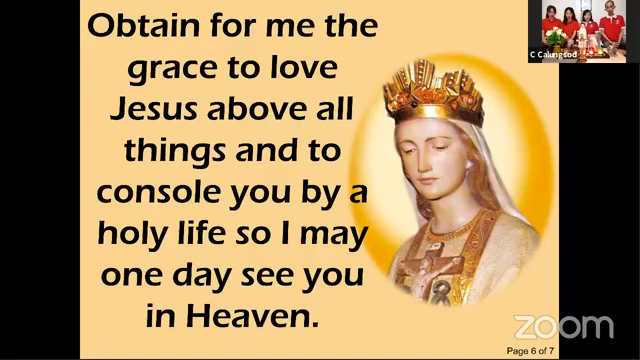 Obtain for me the
grace to love
Jesus above all
things and to
console you by a
holy life so I may
one day see you
in Heaven.
C Calungsod
zoom
Page 6 of 7